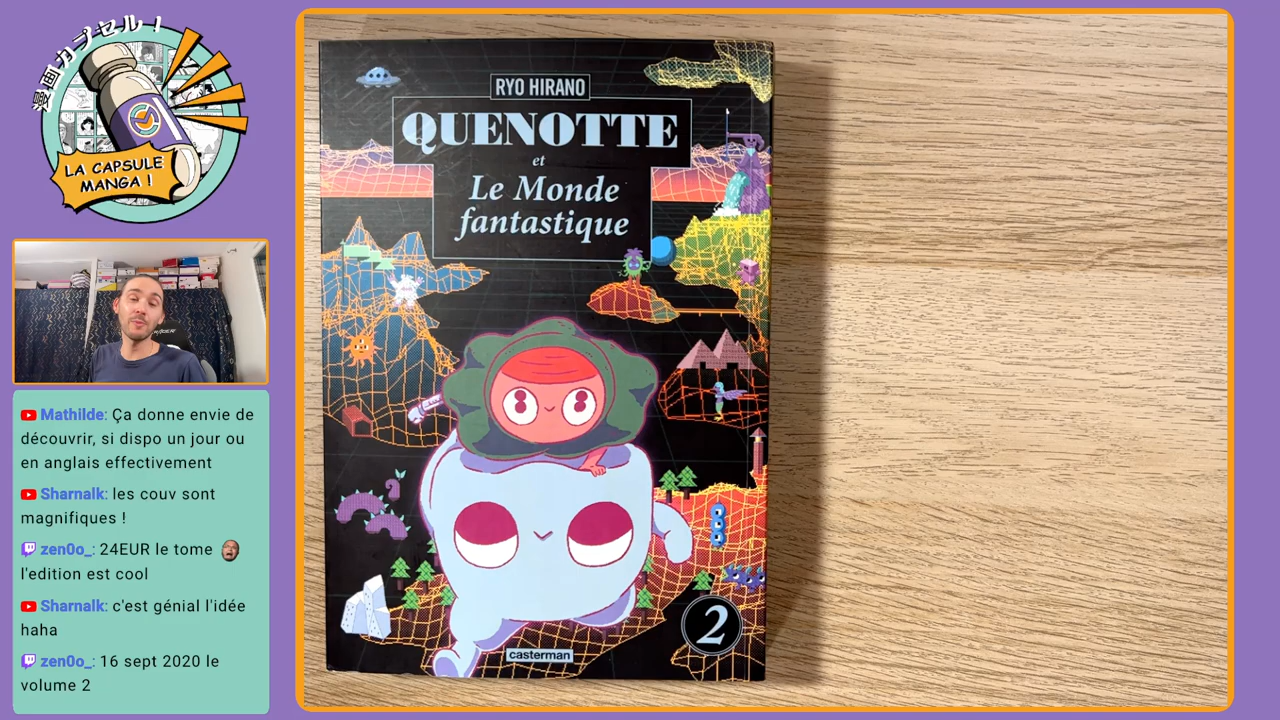 漫画カプセル!
LA CAPSULE
MANGA !
Mathilde: Ça donne envie de
découvrir, si dispo un jour ou
en anglais effectivement
Sharnalk: les couv sont
magnifiques !
zen0o_: 24EUR le tome
l'edition est cool
Sharnalk: c'est génial l'idée
haha
zen0o_: 16 sept 2020 le
volume 2
RYO HIRANO
QUENOTTE
et
Le Monde
fantastique
2
casterman